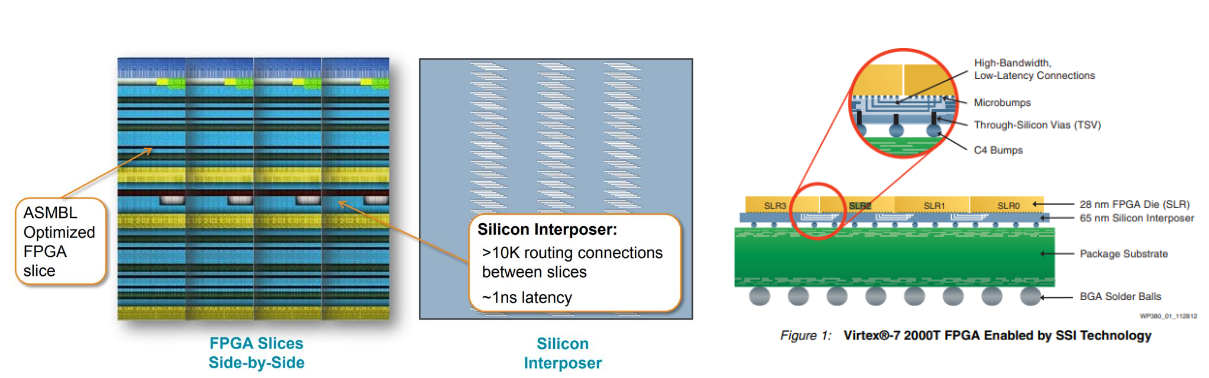 ASMBL
Optimized
FPGA
slice
Silicon Interposer:
>10K routing connections
between slices
~1ns latency
FPGA Slices
Side-by-Side
Silicon
Interposer
High-Bandwidth,
Low-Latency Connections
Microbumps
Through-Silicon Vias (TSV)
C4 Bumps
SLR3 SLR2 SLR1 SLR0
28 nm FPGA Die (SLR)
65 nm Silicon Interposer
Package Substrate
BGA Solder Balls
WP380_01_112812
Figure 1: Virtex®-7 2000T FPGA Enabled by SSI Technology